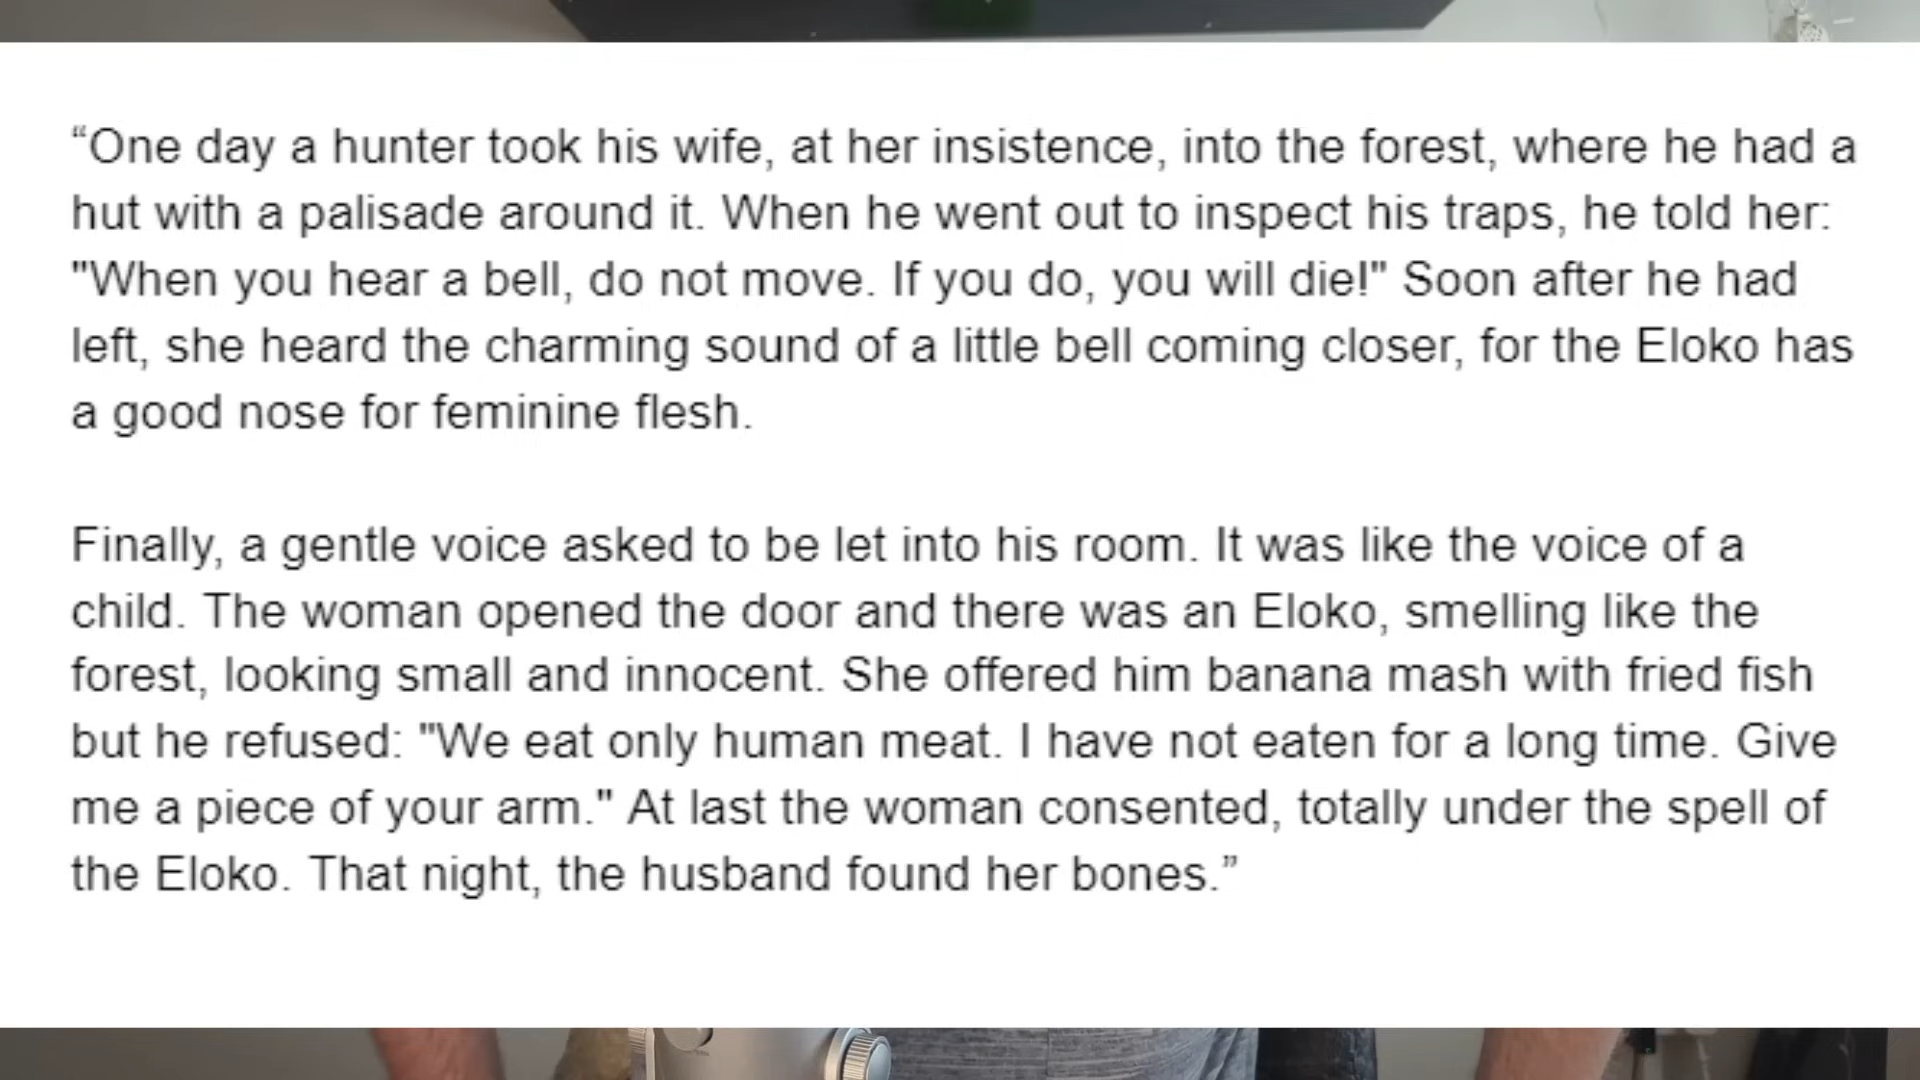 “One day a hunter took his wife, at her insistence, into the forest, where he had a
hut with a palisade around it. When he went out to inspect his traps, he told her:
"When you hear a bell, do not move. If you do, you will die!" Soon after he had
left, she heard the charming sound of a little bell coming closer, for the Eloko has
a good nose for feminine flesh.
Finally, a gentle voice asked to be let into his room. It was like the voice of a
child. The woman opened the door and there was an Eloko, smelling like the
forest, looking small and innocent. She offered him banana mash with fried fish
but he refused: "We eat only human meat. I have not eaten for a long time. Give
me a piece of your arm." At last the woman consented, totally under the spell of
the Eloko. That night, the husband found her bones.”